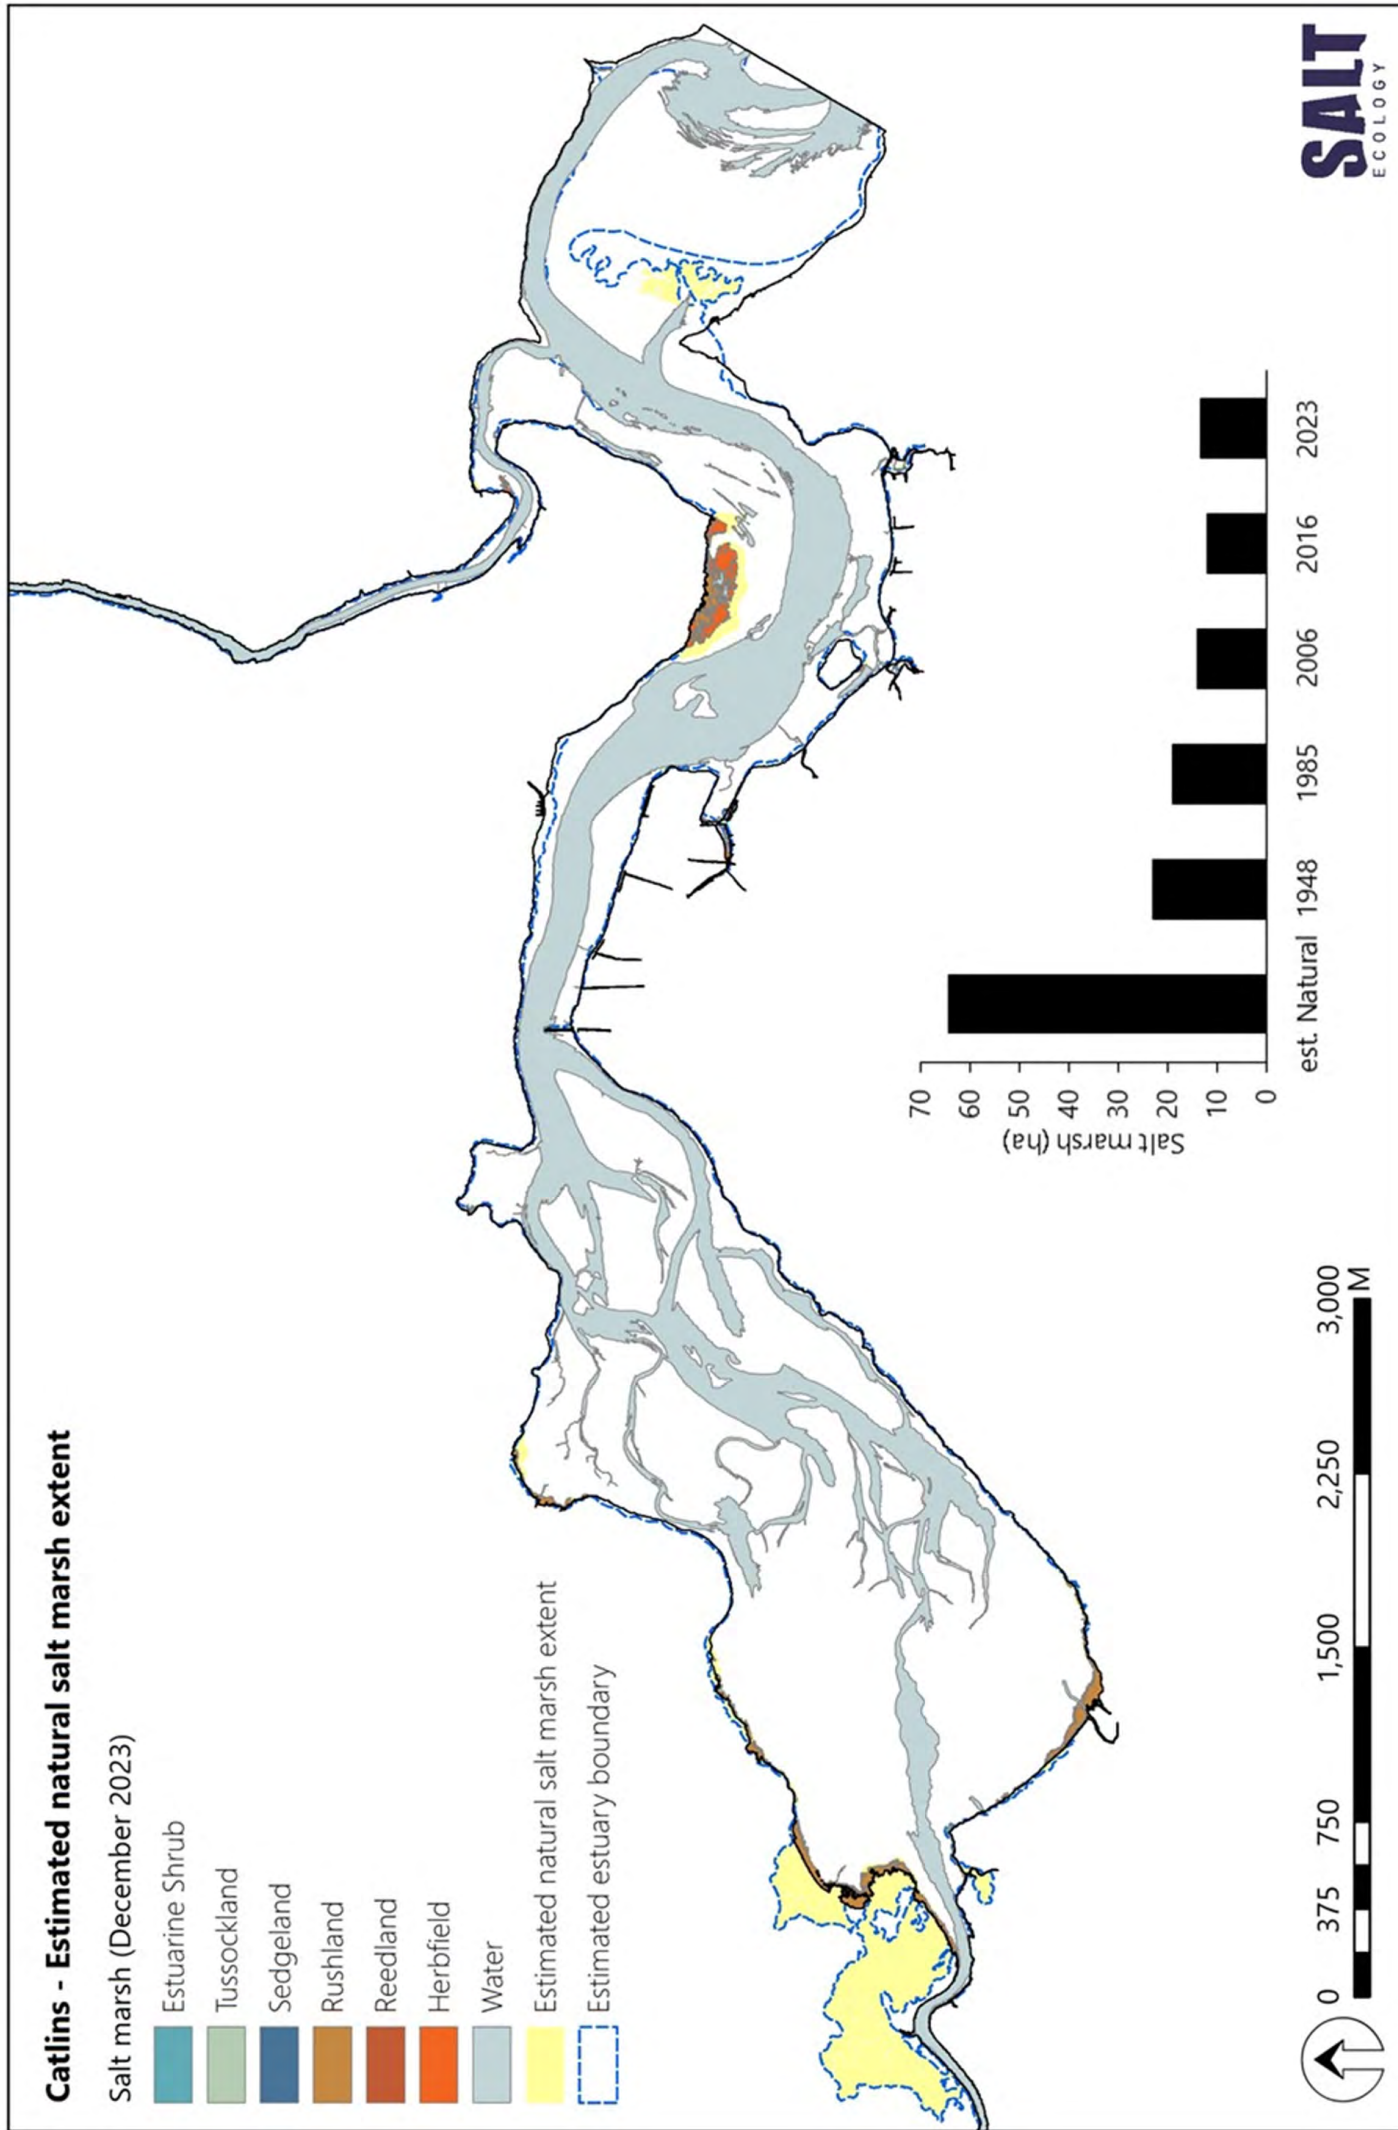 Catlins - Estimated natural salt marsh extent
Salt marsh (December 2023)
Estuarine Shrub
Tussockland
Sedgeland
Rushland
Reedland
Herbfield
Water
Estimated natural salt marsh extent
Estimated estuary boundary
Salt marsh (ha)
70
60
50
40
30
20
10
0
est. Natural 1948 1985 2006 2016 2023
0 375 750 1,500 2,250 3,000
M
SALT
ECOLOGY